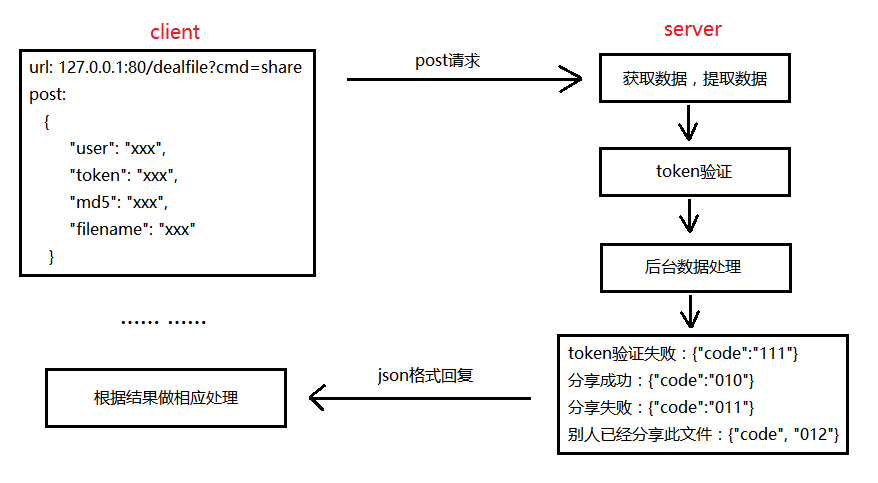 client
url: 127.0.0.1:80/dealfile?cmd=share
post:
{
"user": "xxx",
"token": "xxx",
"md5": "xxx",
"filename": "xxx"
}
...... ......
根据结果做相应处理
post请求
json格式回复
server
获取数据，提取数据
token验证
后台数据处理
token验证失败：{"code":"111"}
分享成功：{"code":"010"}
分享失败：{"code":"011"}
别人已经分享此文件：{"code", "012"}